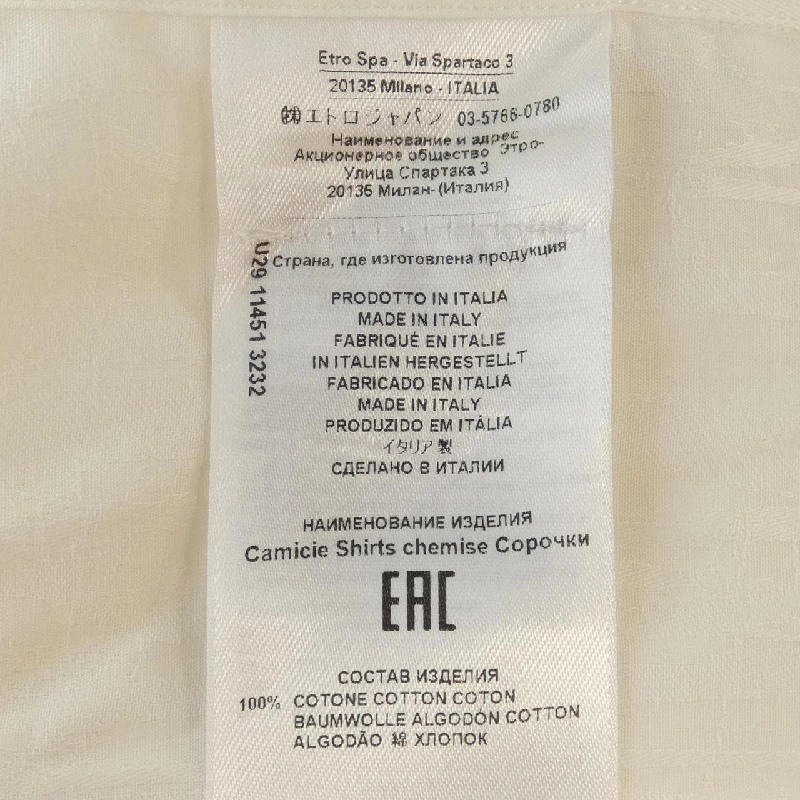 Etro Spa - Via Spartaco 3
20135 Milano - ITALIA
㈱エトロ ジャパン 03-5766-0780
Наименование и адрес
Акционерное общество Этро-
Улица Спартака 3
20135 Милан- (Италия)
Страна, где изготовлена продукция
U29 11451 3232
PRODOTTO IN ITALIA
MADE IN ITALY
FABRIQUÉ EN ITALIE
IN ITALIEN HERGESTELLT
FABRICADO EN ITALIA
MADE IN ITALY
PRODUZIDO EM ITÁLIA
イタリア製
СДЕЛАНО В ИТАЛИИ
НАИМЕНОВАНИЕ ИЗДЕЛИЯ
Camicie Shirts chemise Сорочки
EAC
СОСТАВ ИЗДЕЛИЯ
100% COTONE COTTON COTON
BAUMWOLLE ALGODÓN COTTON
ALGODÃO 綿 ХЛОПОК